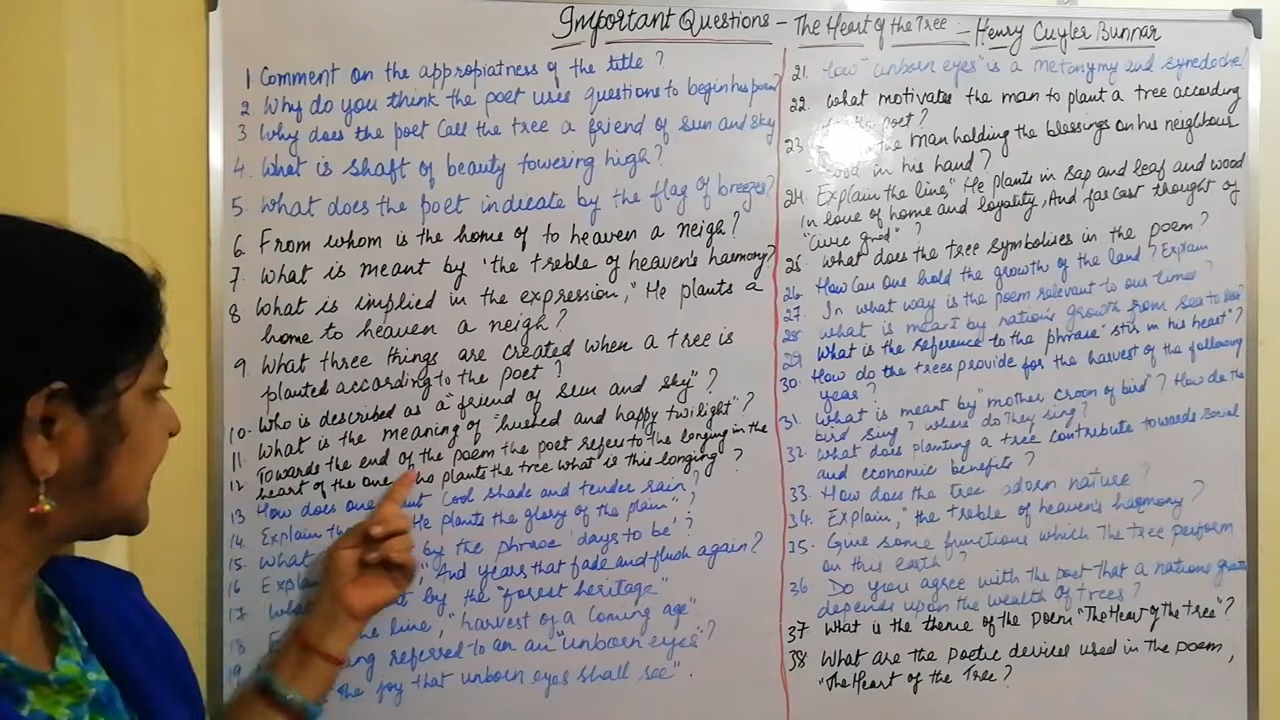 Important Questions - The Heart of the Tree - Henry Cuyler Bunnar
1. Comment on the appropiatness of the title ?
2. Why do you think the poet uses questions to begin his poem?
3 Why does the poet call the tree a friend of sun and sky
4. What is shaft of beauty towering high?
5. What does the poet indicate by the flag of breezes?
6. From whom is the home of to heaven a neigh?
7. What is meant by 'the treble of heaven's harmony?
8 What is implied in the expression, "He plants a
home to heaven a neigh?
9. What three things are created when a tree is
planted according to the poet ?
10. Who is described as a "friend of sun and sky" ?
11. What is the meaning of "hushed and happy twilight" ?
12. Towards the end of the poem the poet refers to the longing in the
heart of the one who plants the tree what is this longing ?
13 How does one cool shade and tender rain?
14. Explain the He plants the glory of the plain" ?
15. What by the phrase 'days to be' ?
16 Explain "And years that fade and flush again?
17. What by the "forest heritage"
18 line, "harvest of a coming age"
referred to an au "unborn eyes" ?
19 the joy that unborn eyes shall see".
21. How "unborn eyes" is a metonymy and synedoche?
22. What motivates the man to plant a tree according
poet ?
23. the man holding the blessings on his neighbour
-hood in his hand ?
24. Explain the line, "He plants in sap and leaf and wood
In love of home and loyality, And far cast thought of
"Civic good" ?
25. What does the tree symbolises in the poem ?
26. How can one hold the growth of the land ? Explain
27. In what way is the poem relevant to our times ?
28 What is meant by nation's growth from sea to sea?
29 What is the reference to the phrase "stir in his heart" ?
30. How do the trees provide for the harvest of the following
year ?
31. What is meant by "mother croon of bird" ? How do the
bird sing ? where do they sing ?
32. What does planting a tree contribute towards social
and economic benefits ?
33. How does the tree adorn nature ?
34. Explain, "the treble of heaven's harmony ?
35. Give some functions which the tree perform
on this earth ?
36 Do you agree with the poet that a nations growth
depends upon the wealth of trees ?
37. What is the theme of the poem "The Heart of the tree" ?
38 What are the poetic devices used in the poem,
"The Heart of the Tree ?